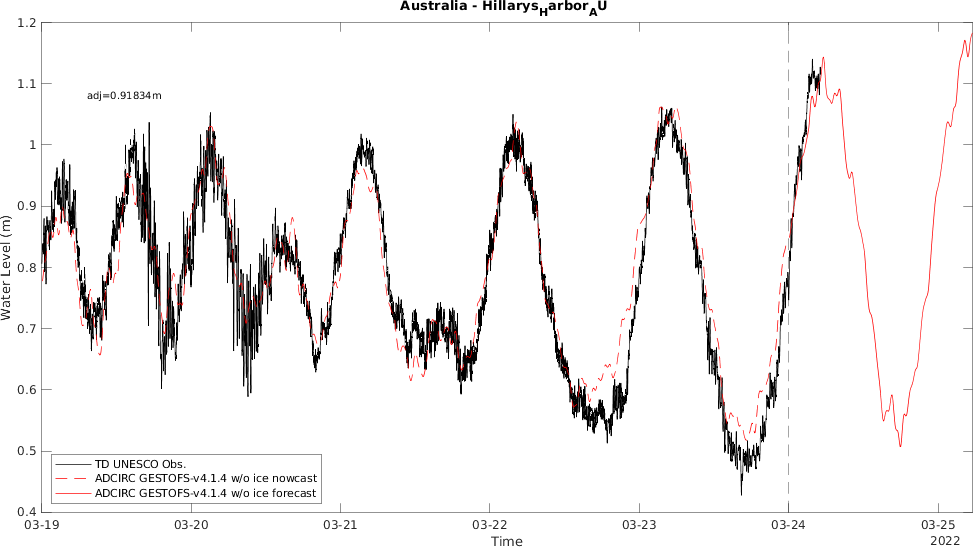 Australia - Hillarys_Harbor_AU
1.2
1.1
adj=0.91834m
1
0.9
0.8
0.7
0.6
0.5
0.4
Water Level (m)
TD UNESCO Obs.
ADCIRC GESTOFS-v4.1.4 w/o ice nowcast
ADCIRC GESTOFS-v4.1.4 w/o ice forecast
03-19 03-20 03-21 03-22 03-23 03-24 03-25
Time 2022